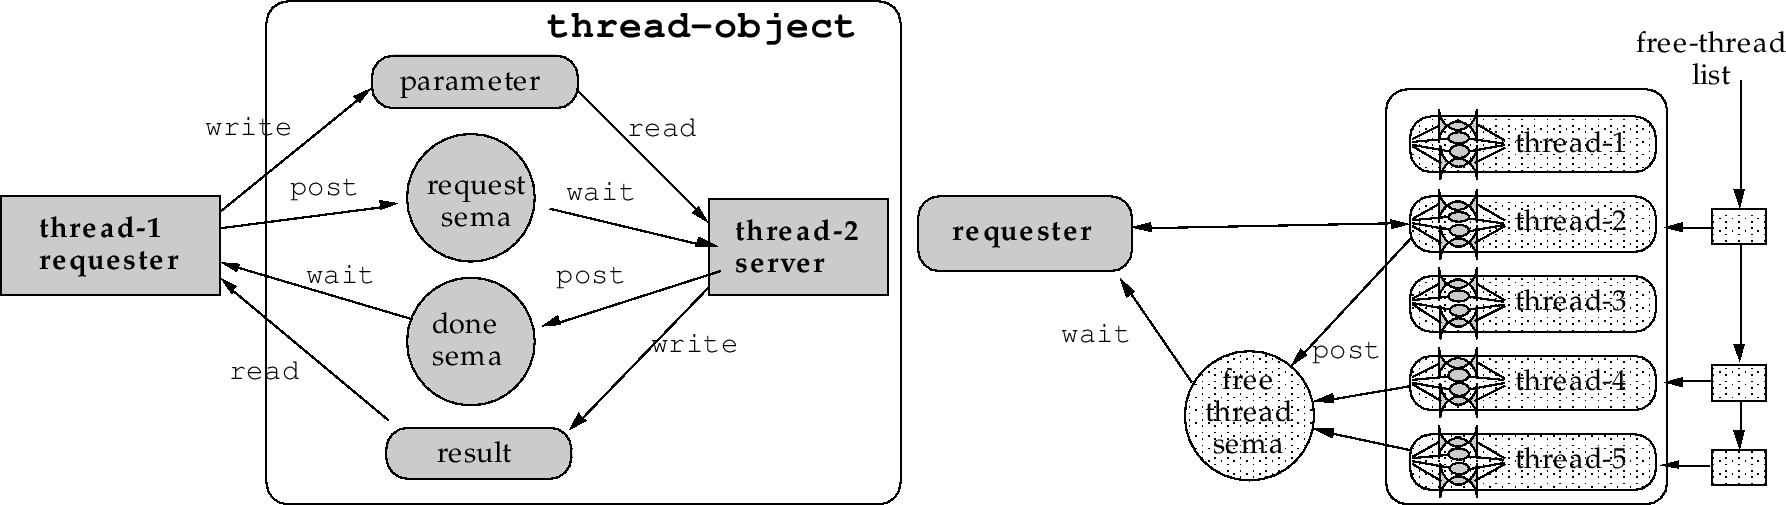 thread-object
parameter
write
read
post
request
sema
wait
thread-1
requester
thread-2
server
wait
post
done
sema
write
read
result
free-thread
list
thread-1
thread-2
requester
thread-3
wait
post
free
thread
sema
thread-4
thread-5